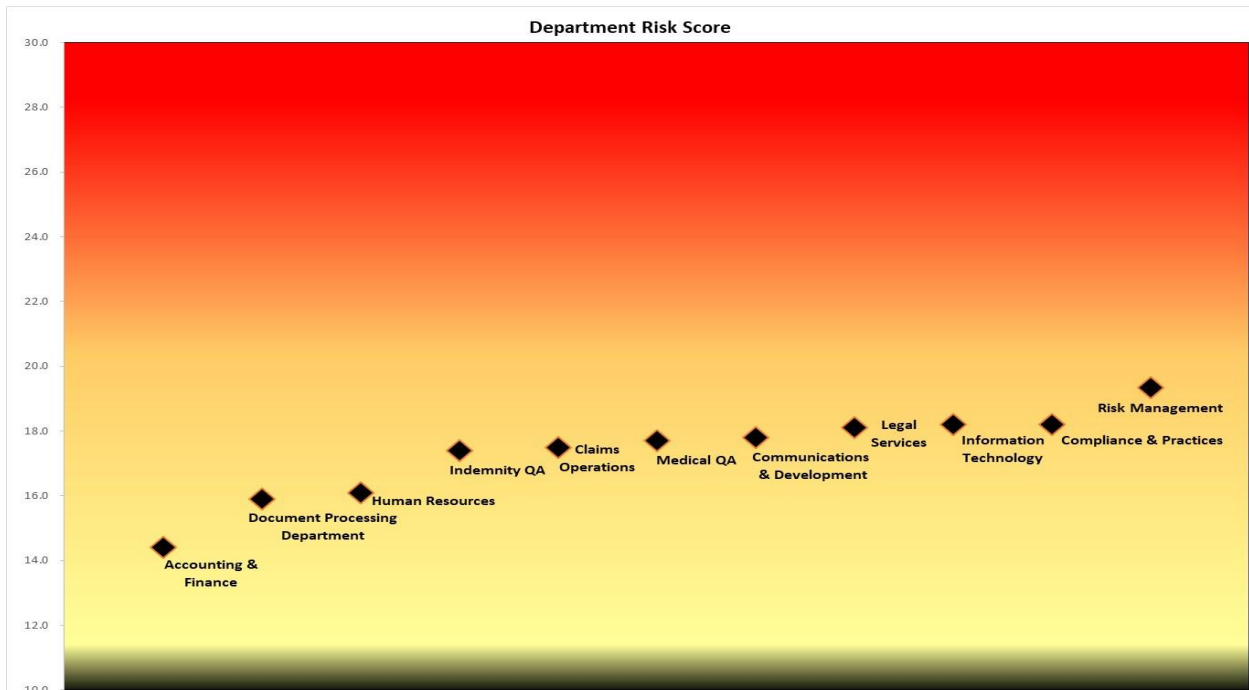 Department Risk Score
30.0
28.0
26.0
24.0
22.0
20.0
18.0
16.0
14.0
12.0
10.0
Accounting &
Finance
Document Processing
Department
Human Resources
Indemnity QA
Claims
Operations
Medical QA
Communications
& Development
Legal
Services
Information
Technology
Compliance & Practices
Risk Management